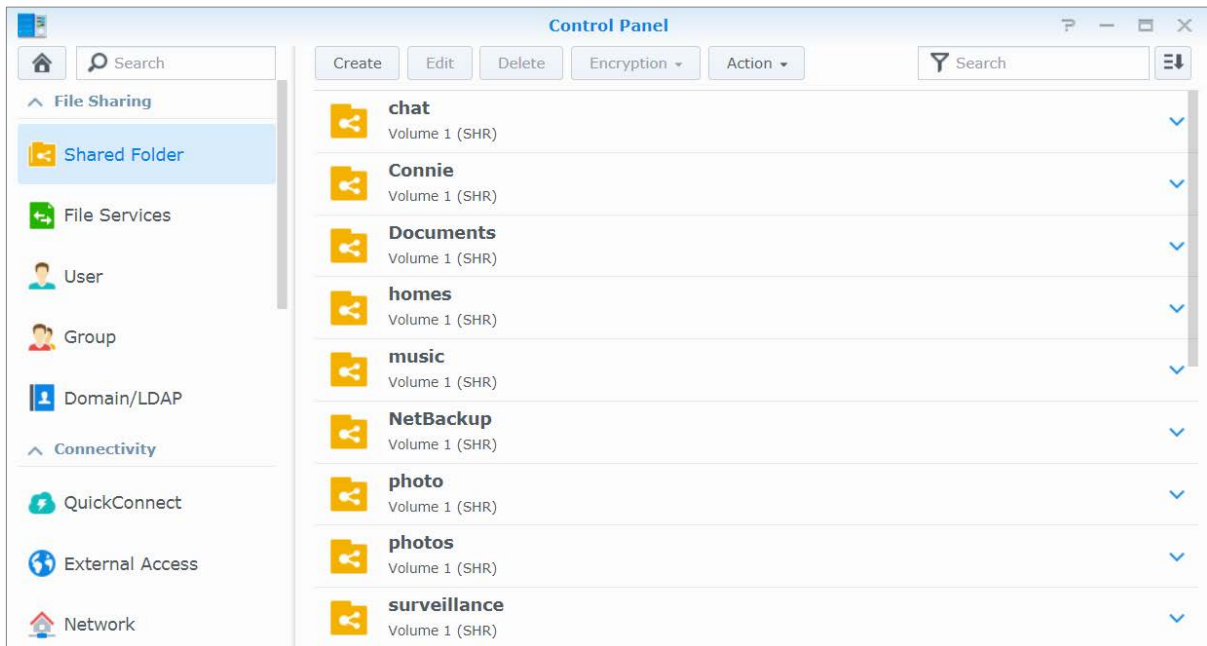 Control Panel
Search
Create Edit Delete Encryption Action Search
File Sharing
Shared Folder
File Services
User
Group
Domain/LDAP
Connectivity
QuickConnect
External Access
Network
chat
Volume 1 (SHR)
Connie
Volume 1 (SHR)
Documents
Volume 1 (SHR)
homes
Volume 1 (SHR)
music
Volume 1 (SHR)
NetBackup
Volume 1 (SHR)
photo
Volume 1 (SHR)
photos
Volume 1 (SHR)
surveillance
Volume 1 (SHR)